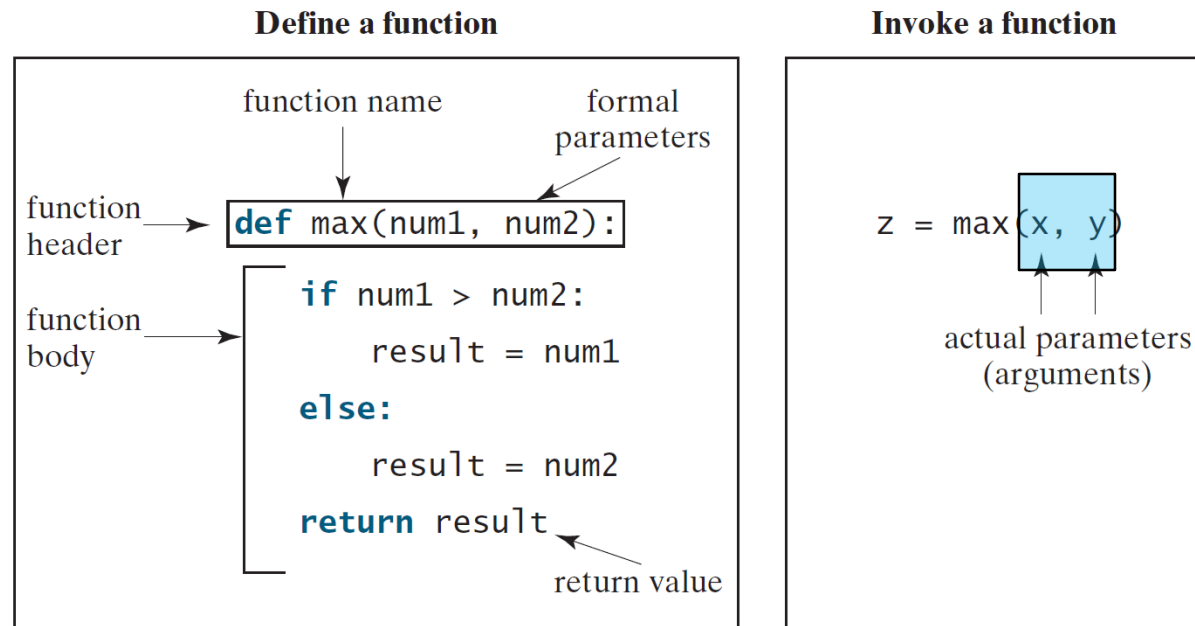 Define a function
function name
formal
parameters
function
header
def max(num1, num2):
function
body
if num1 > num2:
result = num1
else:
result = num2
return result
return value
Invoke a function
z = max(x, y)
actual parameters
(arguments)